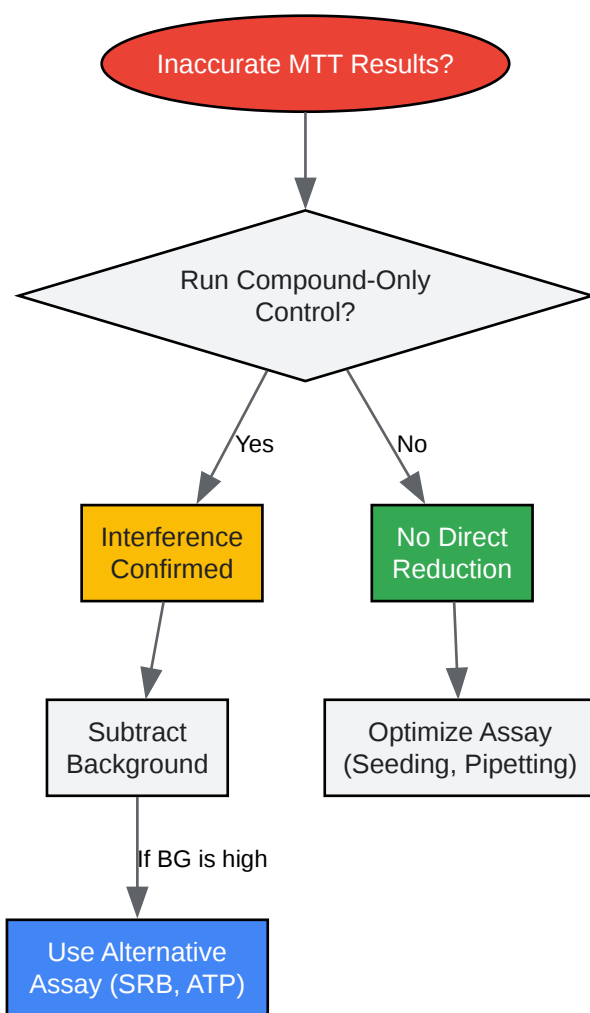 Inaccurate MTT Results?
Run Compound-Only
Control?
Yes
No
Interference
Confirmed
No Direct
Reduction
Subtract
Background
Optimize Assay
(Seeding, Pipetting)
If BG is high
Use Alternative
Assay (SRB, ATP)